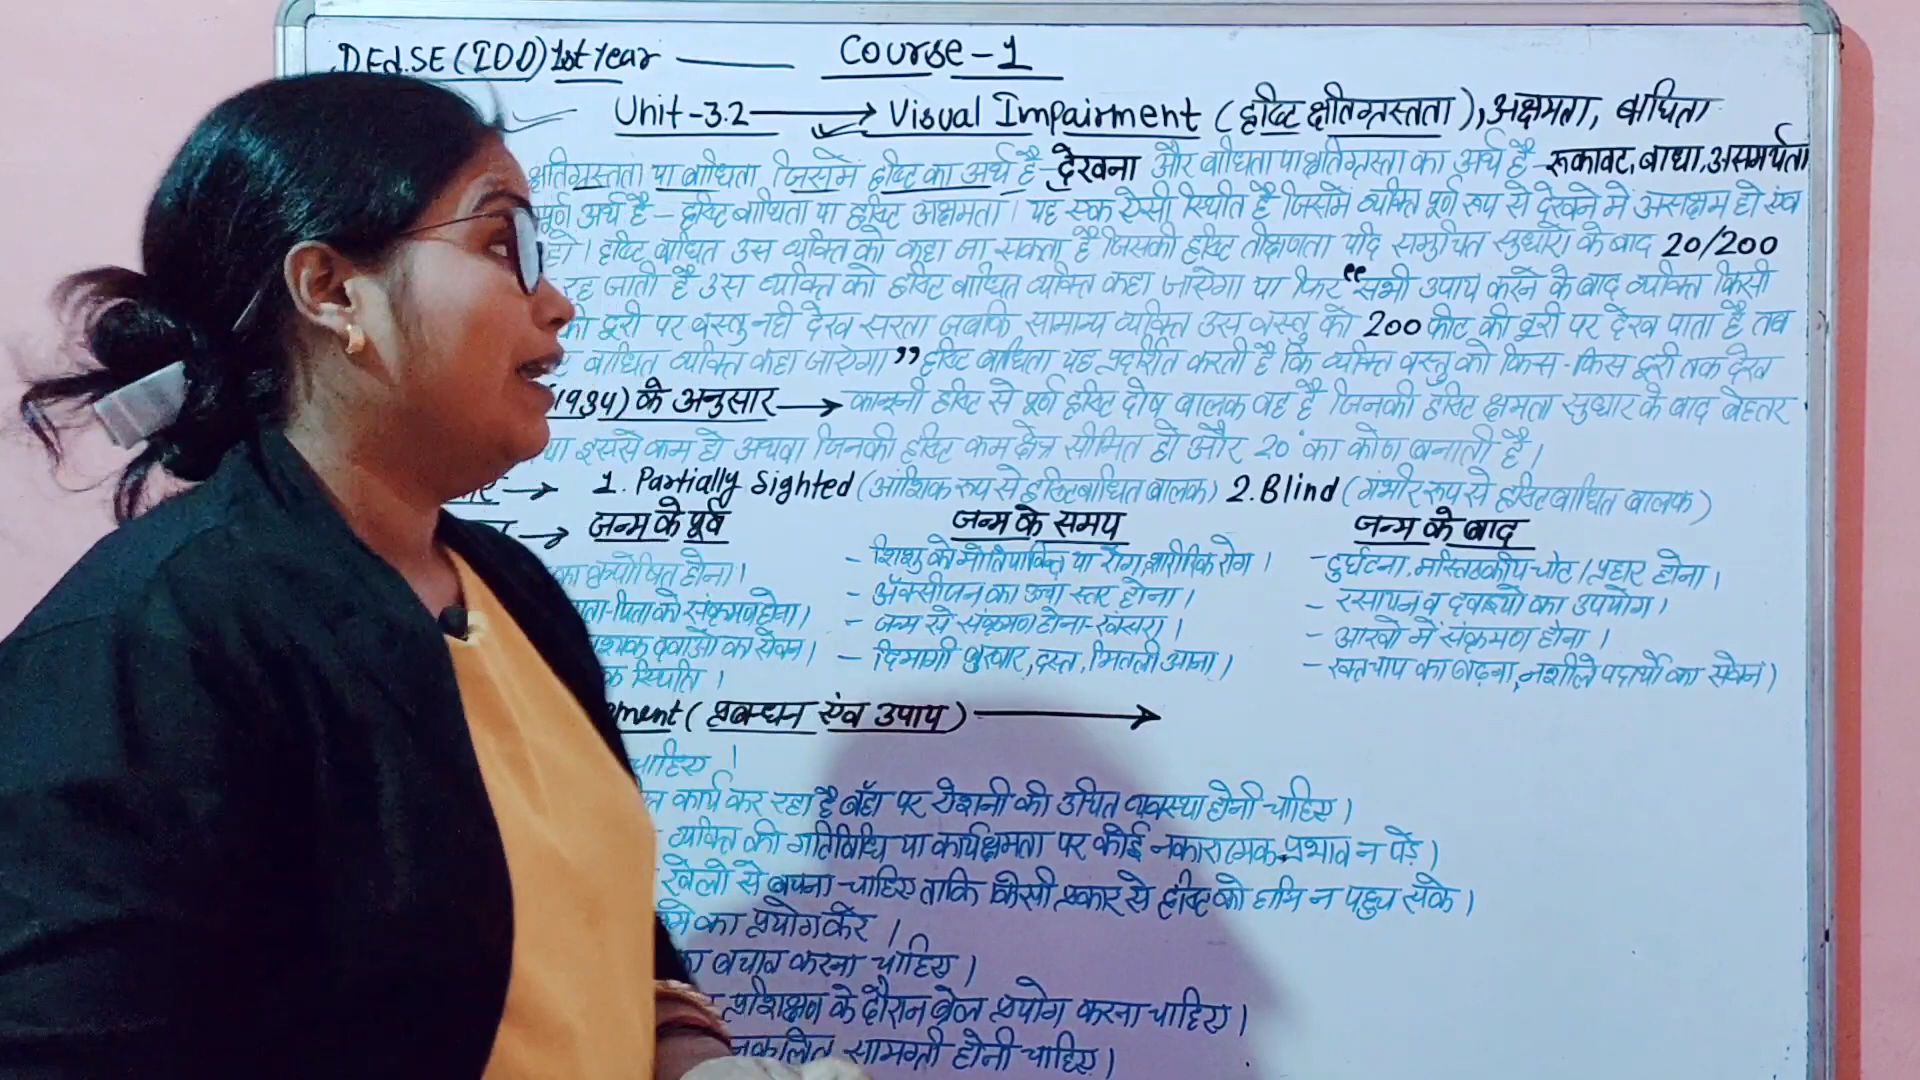 D.Ed.SE (IDD) 1st Year — Course-1
Unit-3.2 → Visual Impairment (दृष्टि क्षतिग्रस्तता), अक्षमता, बाधिता
क्षतिग्रस्तता या बाधिता जिसमें दृष्टि का अर्थ है - देखना और बाधिता या क्षतिग्रस्ता का अर्थ है - रूकावट, बाधा, असमर्थता
अर्थ है - दृष्टि बाधिता या दृष्टि अक्षमता। यह एक ऐसी स्थिति है जिसमें व्यक्ति पूर्ण रूप से देखने मे असक्षम हो एंव
हो। दृष्टि बाधित उस व्यक्ति को कहा जा सकता है जिसकी दृष्टि तीक्षणता यदि समुचित सुधारो के बाद 20/200
रह जाती है उस व्यक्ति को दृष्टि बाधित व्यक्ति कहा जाएगा या फिर "सभी उपाय करने के बाद व्यक्ति किसी
दूरी पर वस्तु नही देख सकता जबकि सामान्य व्यक्ति उस वस्तु को 200 फीट की दूरी पर देख पाता है तब
बाधित व्यक्ति कहा जाएगा" दृष्टि बाधिता यह प्रदर्शित करती है कि व्यक्ति वस्तु को किस-किस दूरी तक देख
(1934) के अनुसार → कानूनी दृष्टि से पूर्ण दृष्टि दोष बालक वह है जिनकी दृष्टि क्षमता सुधार के बाद बेहतर
या इससे कम हो अथवा जिनकी दृष्टि कम क्षेत्र सीमित हो और 20° का कोण बनाती है।
→ 1. Partially Sighted (आंशिक रूप से दृष्टिबाधित बालक) 2. Blind (गंभीर रूप से दृष्टिबाधित बालक)
→ जन्म के पूर्व जन्म के समय जन्म के बाद
का कुपोषित होना। - शिशु को मोतियाबिन्द या रोग, शारीरिक रोग। - दुर्घटना, मस्तिष्कीय चोट / प्रहार होना।
माता-पिता को संक्रमण होना। - ऑक्सीजन का उच्च स्तर होना। - रसायन व दवाइयो का उपयोग।
दवाओ का सेवन। - जन्म से संक्रमण होना - खसरा। - आखो में संक्रमण होना।
स्थिति। - दिमागी बुखार, दस्त, मितली आना। - रक्तचाप का बढ़ना, नशीले पदार्थो का सेवन।
ment (प्रबन्धन एंव उपाय) →
चाहिए।
कार्य कर रहा है वहाँ पर रोशनी की उचित व्यवस्था होनी चाहिए।
व्यक्ति की गतिविधि या कार्यक्षमता पर कोई नकारात्मक प्रभाव न पड़े।
खेलो से बचना चाहिए ताकि किसी प्रकार से दृष्टि को हानि न पहुच सके।
का प्रयोग करे।
बचाव करना चाहिए।
प्रशिक्षण के दौरान ब्रेल प्रयोग करना चाहिए।
सामग्री होनी चाहिए।